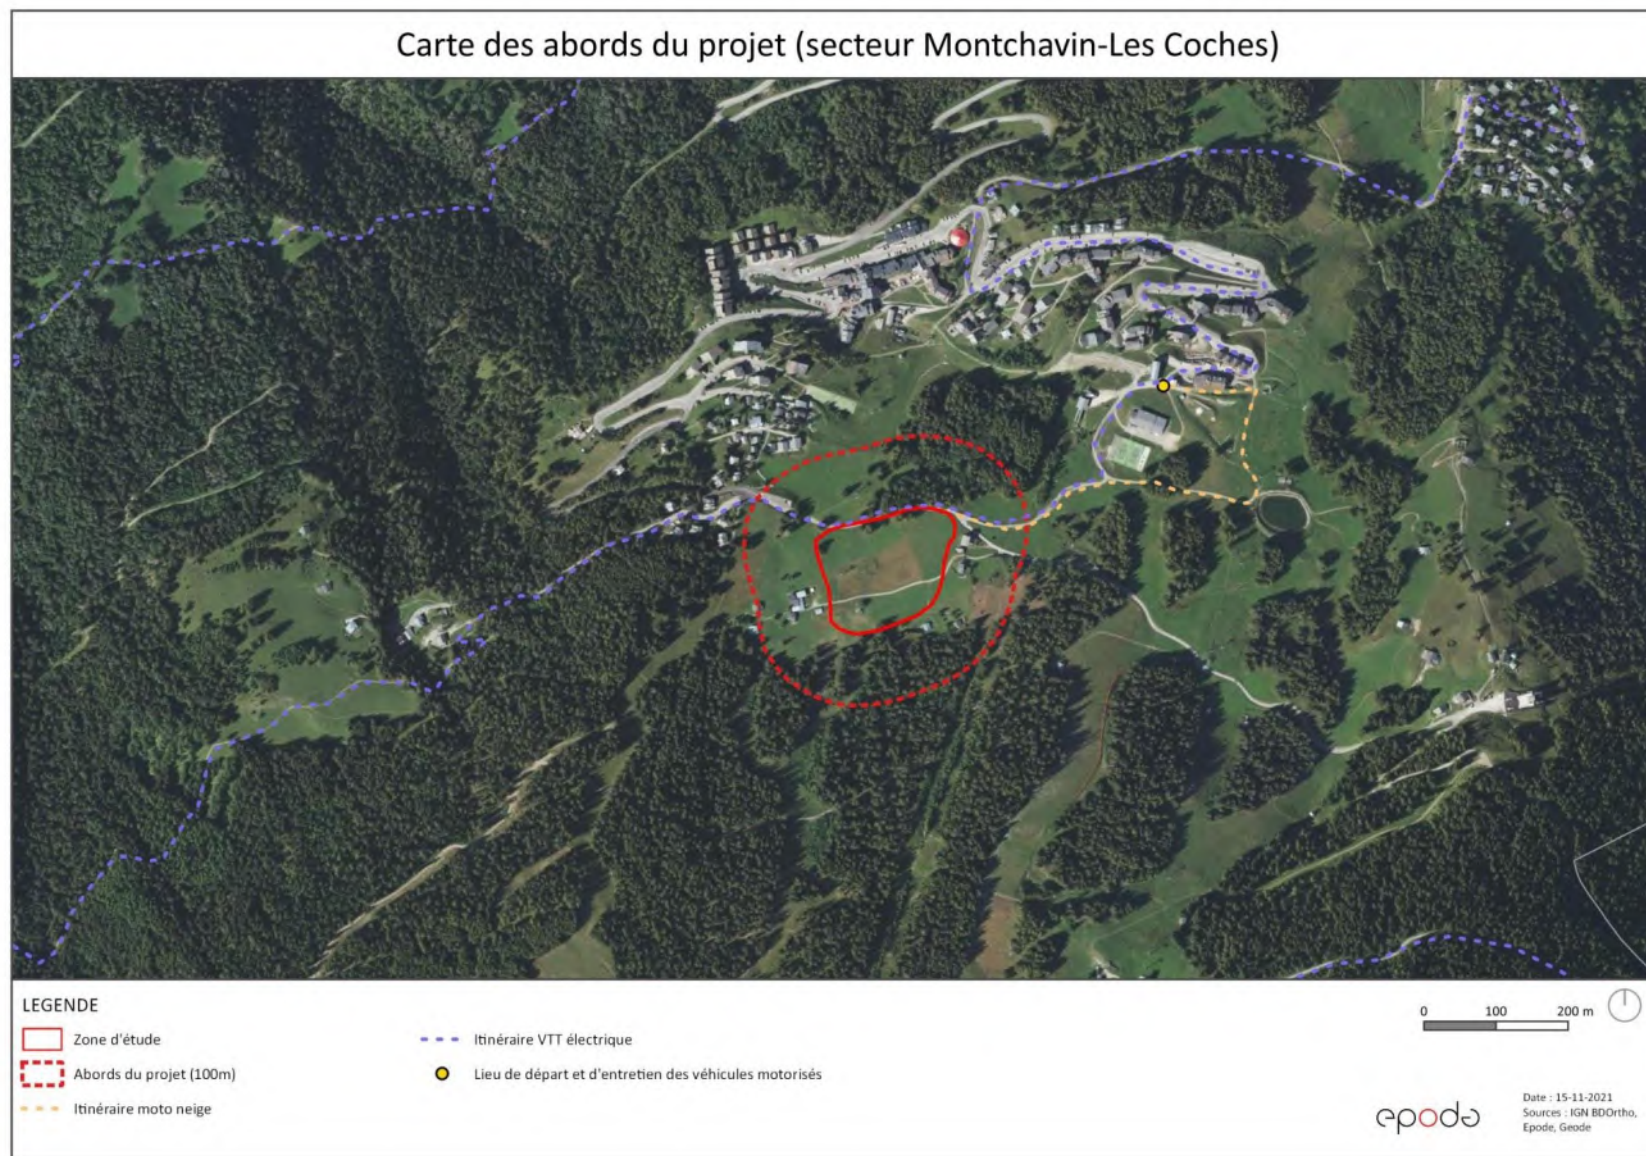 Carte des abords du projet (secteur Montchavin-Les Coches)
LEGENDE
Zone d'étude
Abords du projet (100m)
Itinéraire moto neige
Itinéraire VTT électrique
Lieu de départ et d'entretien des véhicules motorisés
0 100 200 m
epode
Date : 15-11-2021
Sources : IGN BDOrtho,
Epode, Geode